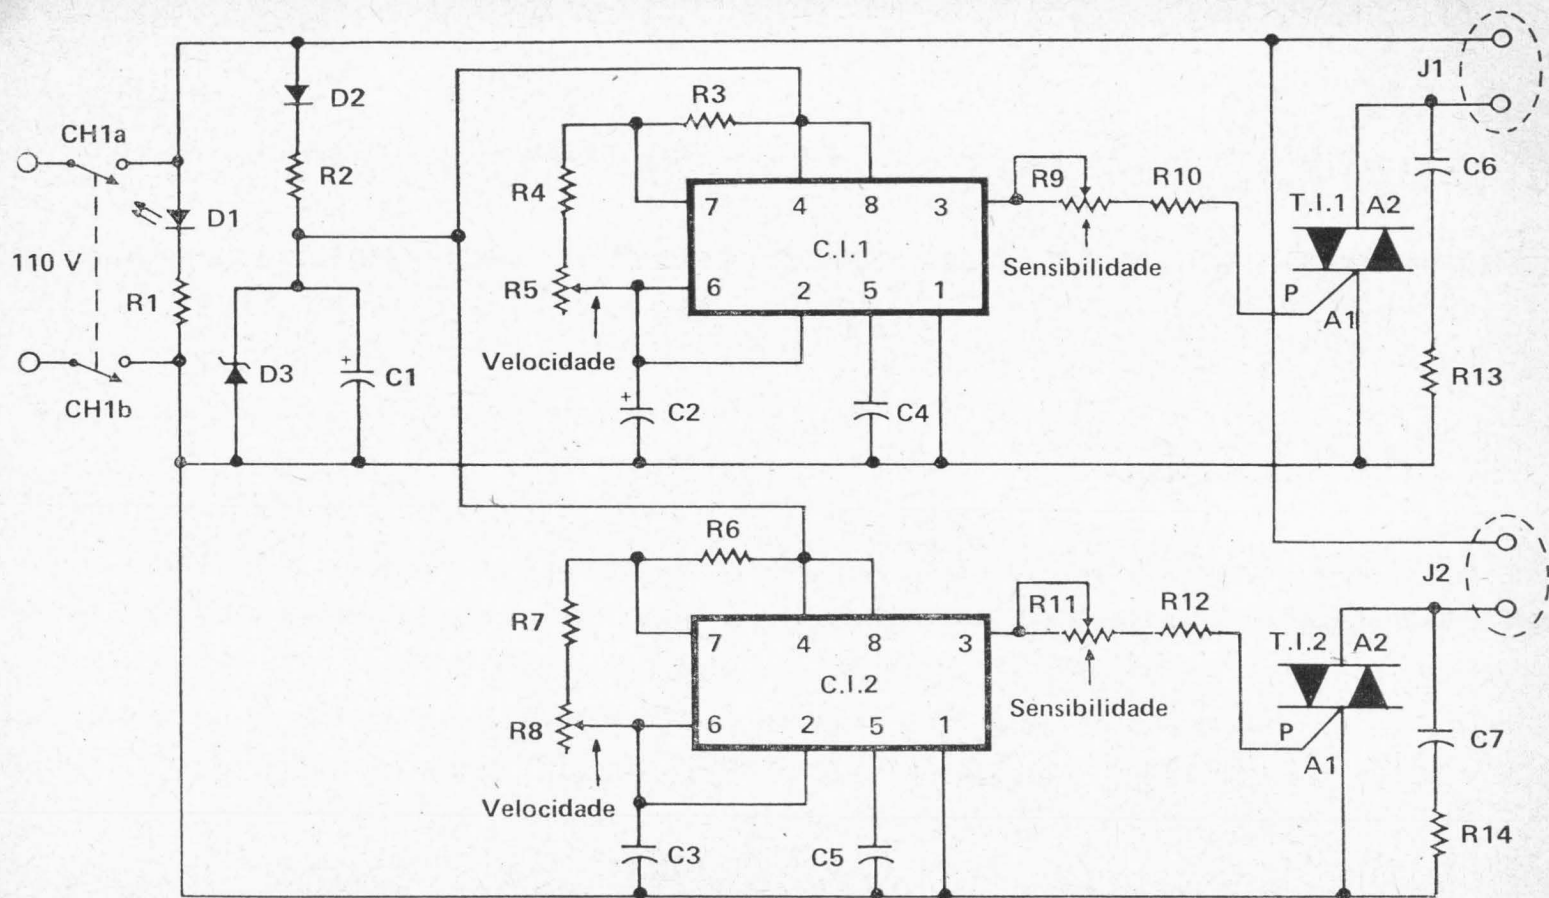 J1
D2
R3
CH1a
C6
R2
R4
R9
R10
7
4
8
3
T.I.1
A2
D1
110 V
C.I.1
Sensibilidade
R1
R5
6
2
5
1
P
A1
Velocidade
D3
C1
R13
CH1b
C2
C4
R6
J2
R7
R11
R12
7
4
8
3
T.I.2
A2
C.I.2
Sensibilidade
R8
6
2
5
1
P
C7
A1
Velocidade
R14
C3
C5
+
+